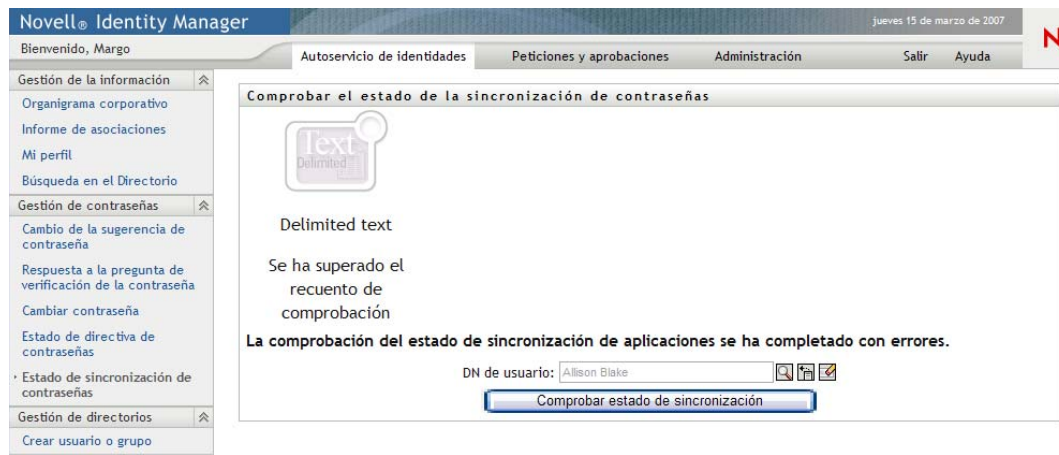 Novell® Identity Manager
jueves 15 de marzo de 2007
N
Bienvenido, Margo
Autoservicio de identidades
Peticiones y aprobaciones
Administración
Salir
Ayuda
Gestión de la información
Organigrama corporativo
Informe de asociaciones
Mi perfil
Búsqueda en el Directorio
Gestión de contraseñas
Cambio de la sugerencia de
contraseña
Respuesta a la pregunta de
verificación de la contraseña
Cambiar contraseña
Estado de directiva de
contraseñas
Estado de sincronización de
contraseñas
Gestión de directorios
Crear usuario o grupo
Comprobar el estado de la sincronización de contraseñas
Text
Delimited
Delimited text
Se ha superado el
recuento de
comprobación
La comprobación del estado de sincronización de aplicaciones se ha completado con errores.
DN de usuario: Allison Blake
Comprobar estado de sincronización